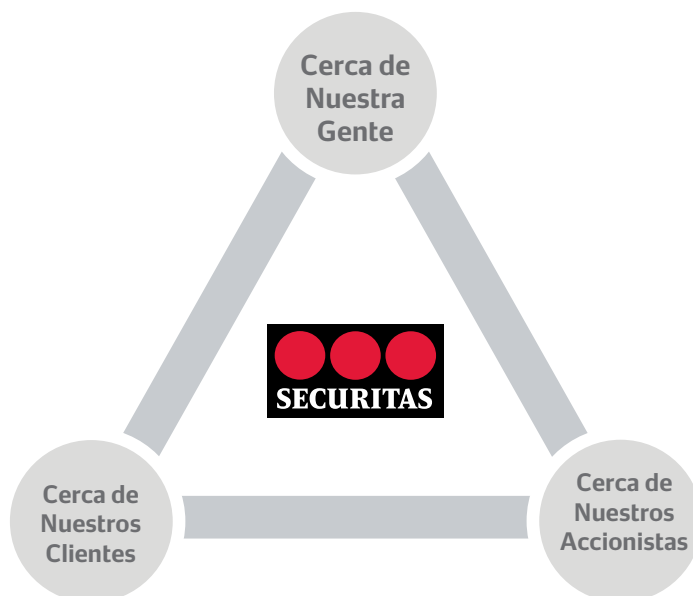 Cerca de
Nuestra
Gente
SECURITAS
Cerca de
Nuestros
Clientes
Cerca de
Nuestros
Accionistas